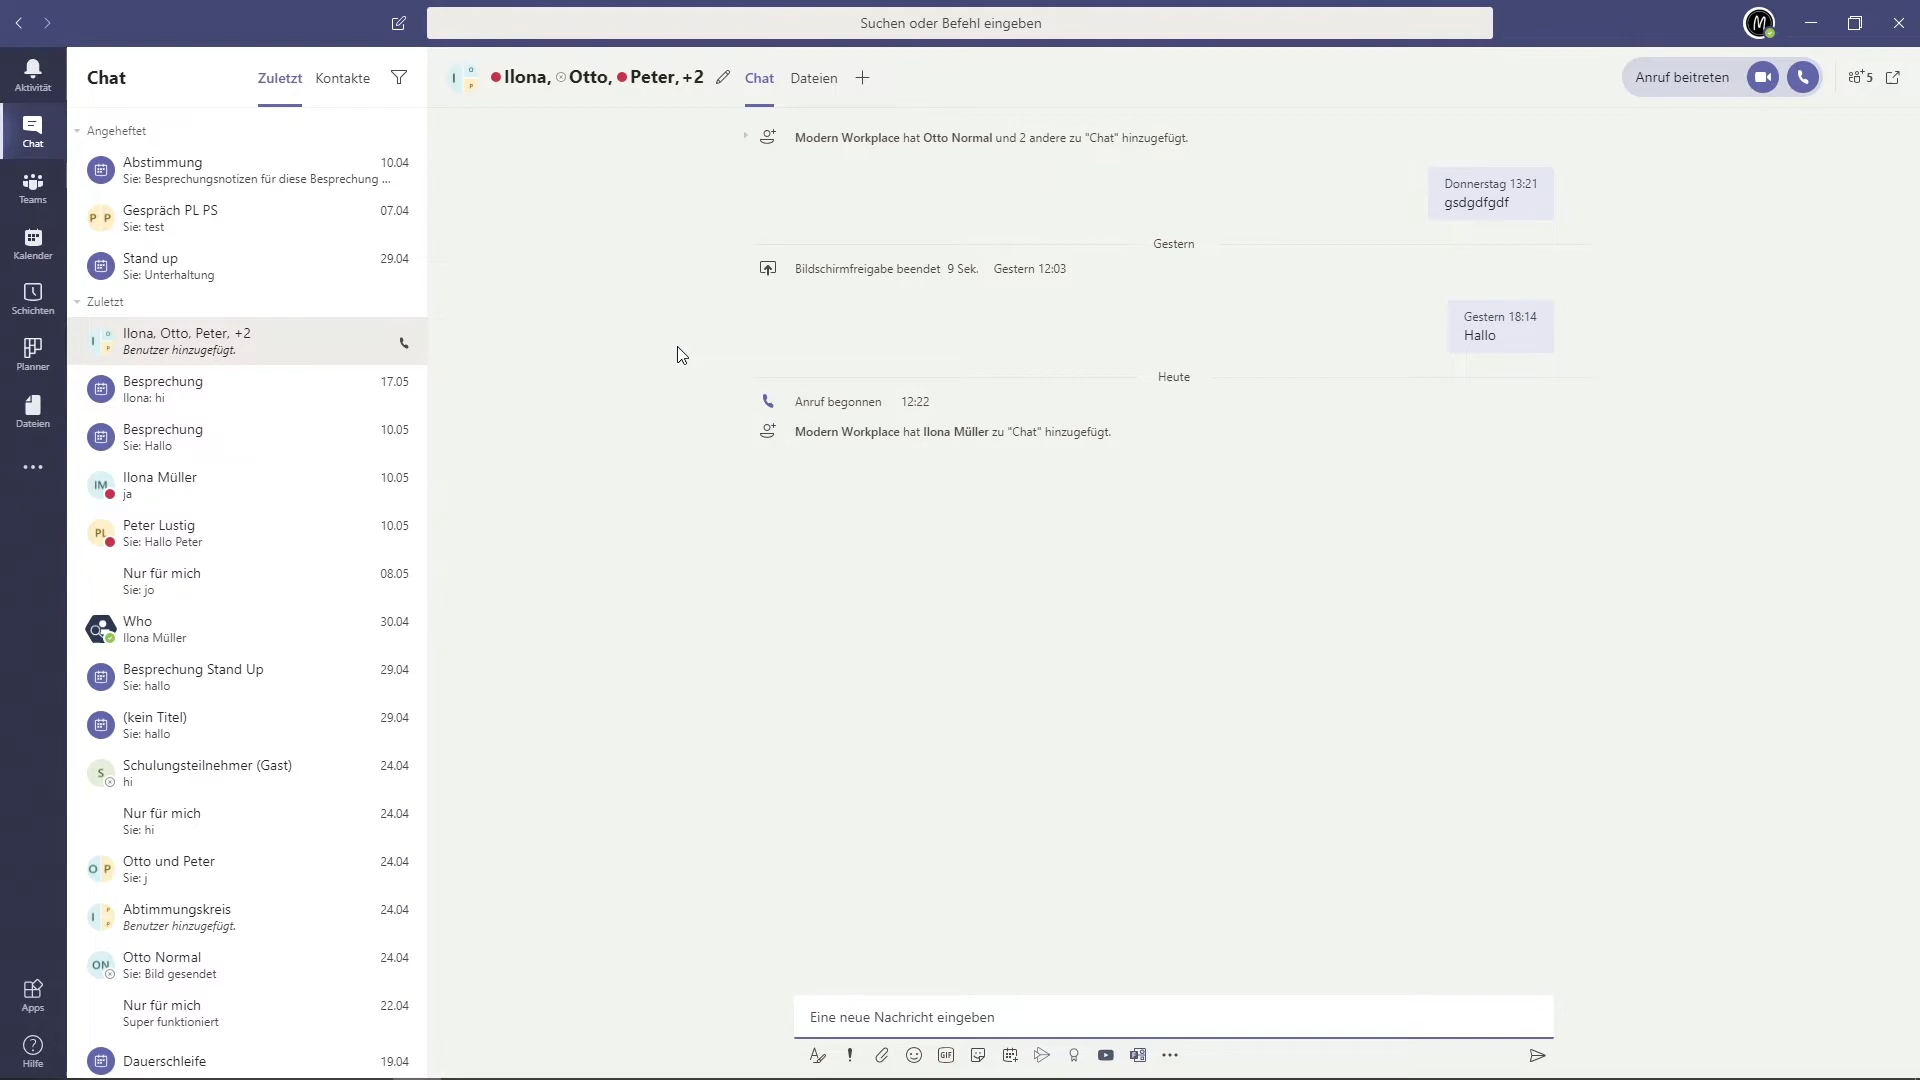 Suchen oder Befehl eingeben
M
Aktivität
Chat
Teams
Kalender
Schichten
Planner
Dateien
Apps
Hilfe
Chat
Zuletzt
Kontakte
Angeheftet
Abstimmung 10.04
Sie: Besprechungsnotizen für diese Besprechung ...
P P
Gespräch PL PS 07.04
Sie: test
Stand up 29.04
Sie: Unterhaltung
Zuletzt
I O P
Ilona, Otto, Peter, +2
Benutzer hinzugefügt.
Besprechung 17.05
Ilona: hi
Besprechung 10.05
Sie: Hallo
IM
Ilona Müller 10.05
ja
PL
Peter Lustig 10.05
Sie: Hallo Peter
Nur für mich 08.05
Sie: jo
Who 30.04
Ilona Müller
Besprechung Stand Up 29.04
Sie: hallo
(kein Titel) 29.04
Sie: hallo
S
Schulungsteilnehmer (Gast) 24.04
hi
Nur für mich 24.04
Sie: hi
O P
Otto und Peter 24.04
Sie: j
I P P
Abtimmungskreis 24.04
Benutzer hinzugefügt.
ON
Otto Normal 24.04
Sie: Bild gesendet
Nur für mich 22.04
Super funktioniert
Dauerschleife 19.04
I O P
Ilona, Otto, Peter, +2
Chat
Dateien
Anruf beitreten
5
Modern Workplace hat Otto Normal und 2 andere zu "Chat" hinzugefügt.
Donnerstag 13:21
gsdgdfgdf
Gestern
Bildschirmfreigabe beendet 9 Sek. Gestern 12:03
Gestern 18:14
Hallo
Heute
Anruf begonnen 12:22
Modern Workplace hat Ilona Müller zu "Chat" hinzugefügt.
Eine neue Nachricht eingeben
GIF